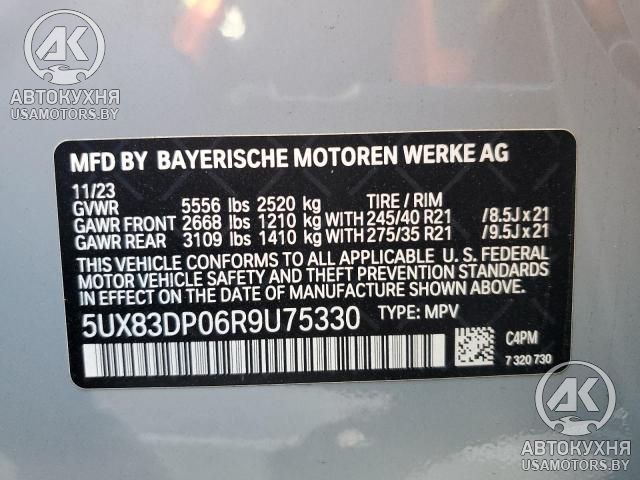 AK
АВТОКУХНЯ
USAMOTORS.BY
MFD BY BAYERISCHE MOTOREN WERKE AG
11/23
GVWR 5556 lbs 2520 kg TIRE / RIM
GAWR FRONT 2668 lbs 1210 kg WITH 245/40 R21 /8.5J x 21
GAWR REAR 3109 lbs 1410 kg WITH 275/35 R21 /9.5J x 21
THIS VEHICLE CONFORMS TO ALL APPLICABLE U. S. FEDERAL
MOTOR VEHICLE SAFETY AND THEFT PREVENTION STANDARDS
IN EFFECT ON THE DATE OF MANUFACTURE SHOWN ABOVE.
5UX83DP06R9U75330 TYPE: MPV
C4PM
7 320 730
AK
АВТОКУХНЯ
USAMOTORS.BY